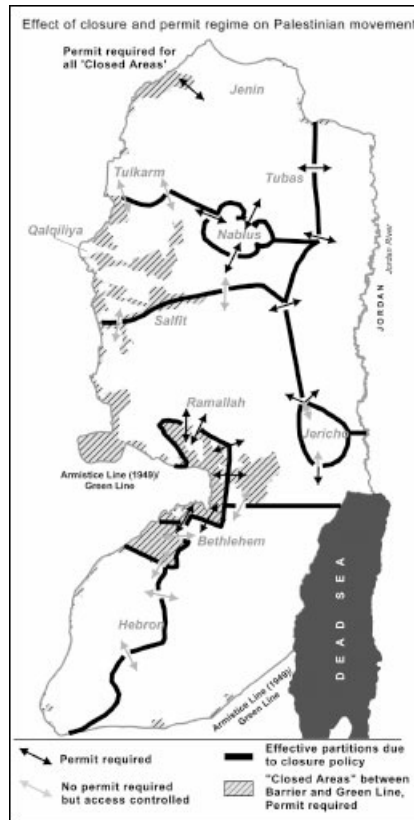 Effect of closure and permit regime on Palestinian movement
Permit required for
all 'Closed Areas'
Jenin
Tulkarm
Tubas
Qalqiliya
Nablus
JORDAN
Jordan River
Salfit
Ramallah
Jericho
Armistice Line (1949)/
Green Line
Bethlehem
Hebron
DEAD SEA
Armistice Line (1949)/
Green Line
Permit required
No permit required
but access controlled
Effective partitions due
to closure policy
"Closed Areas" between
Barrier and Green Line,
Permit required